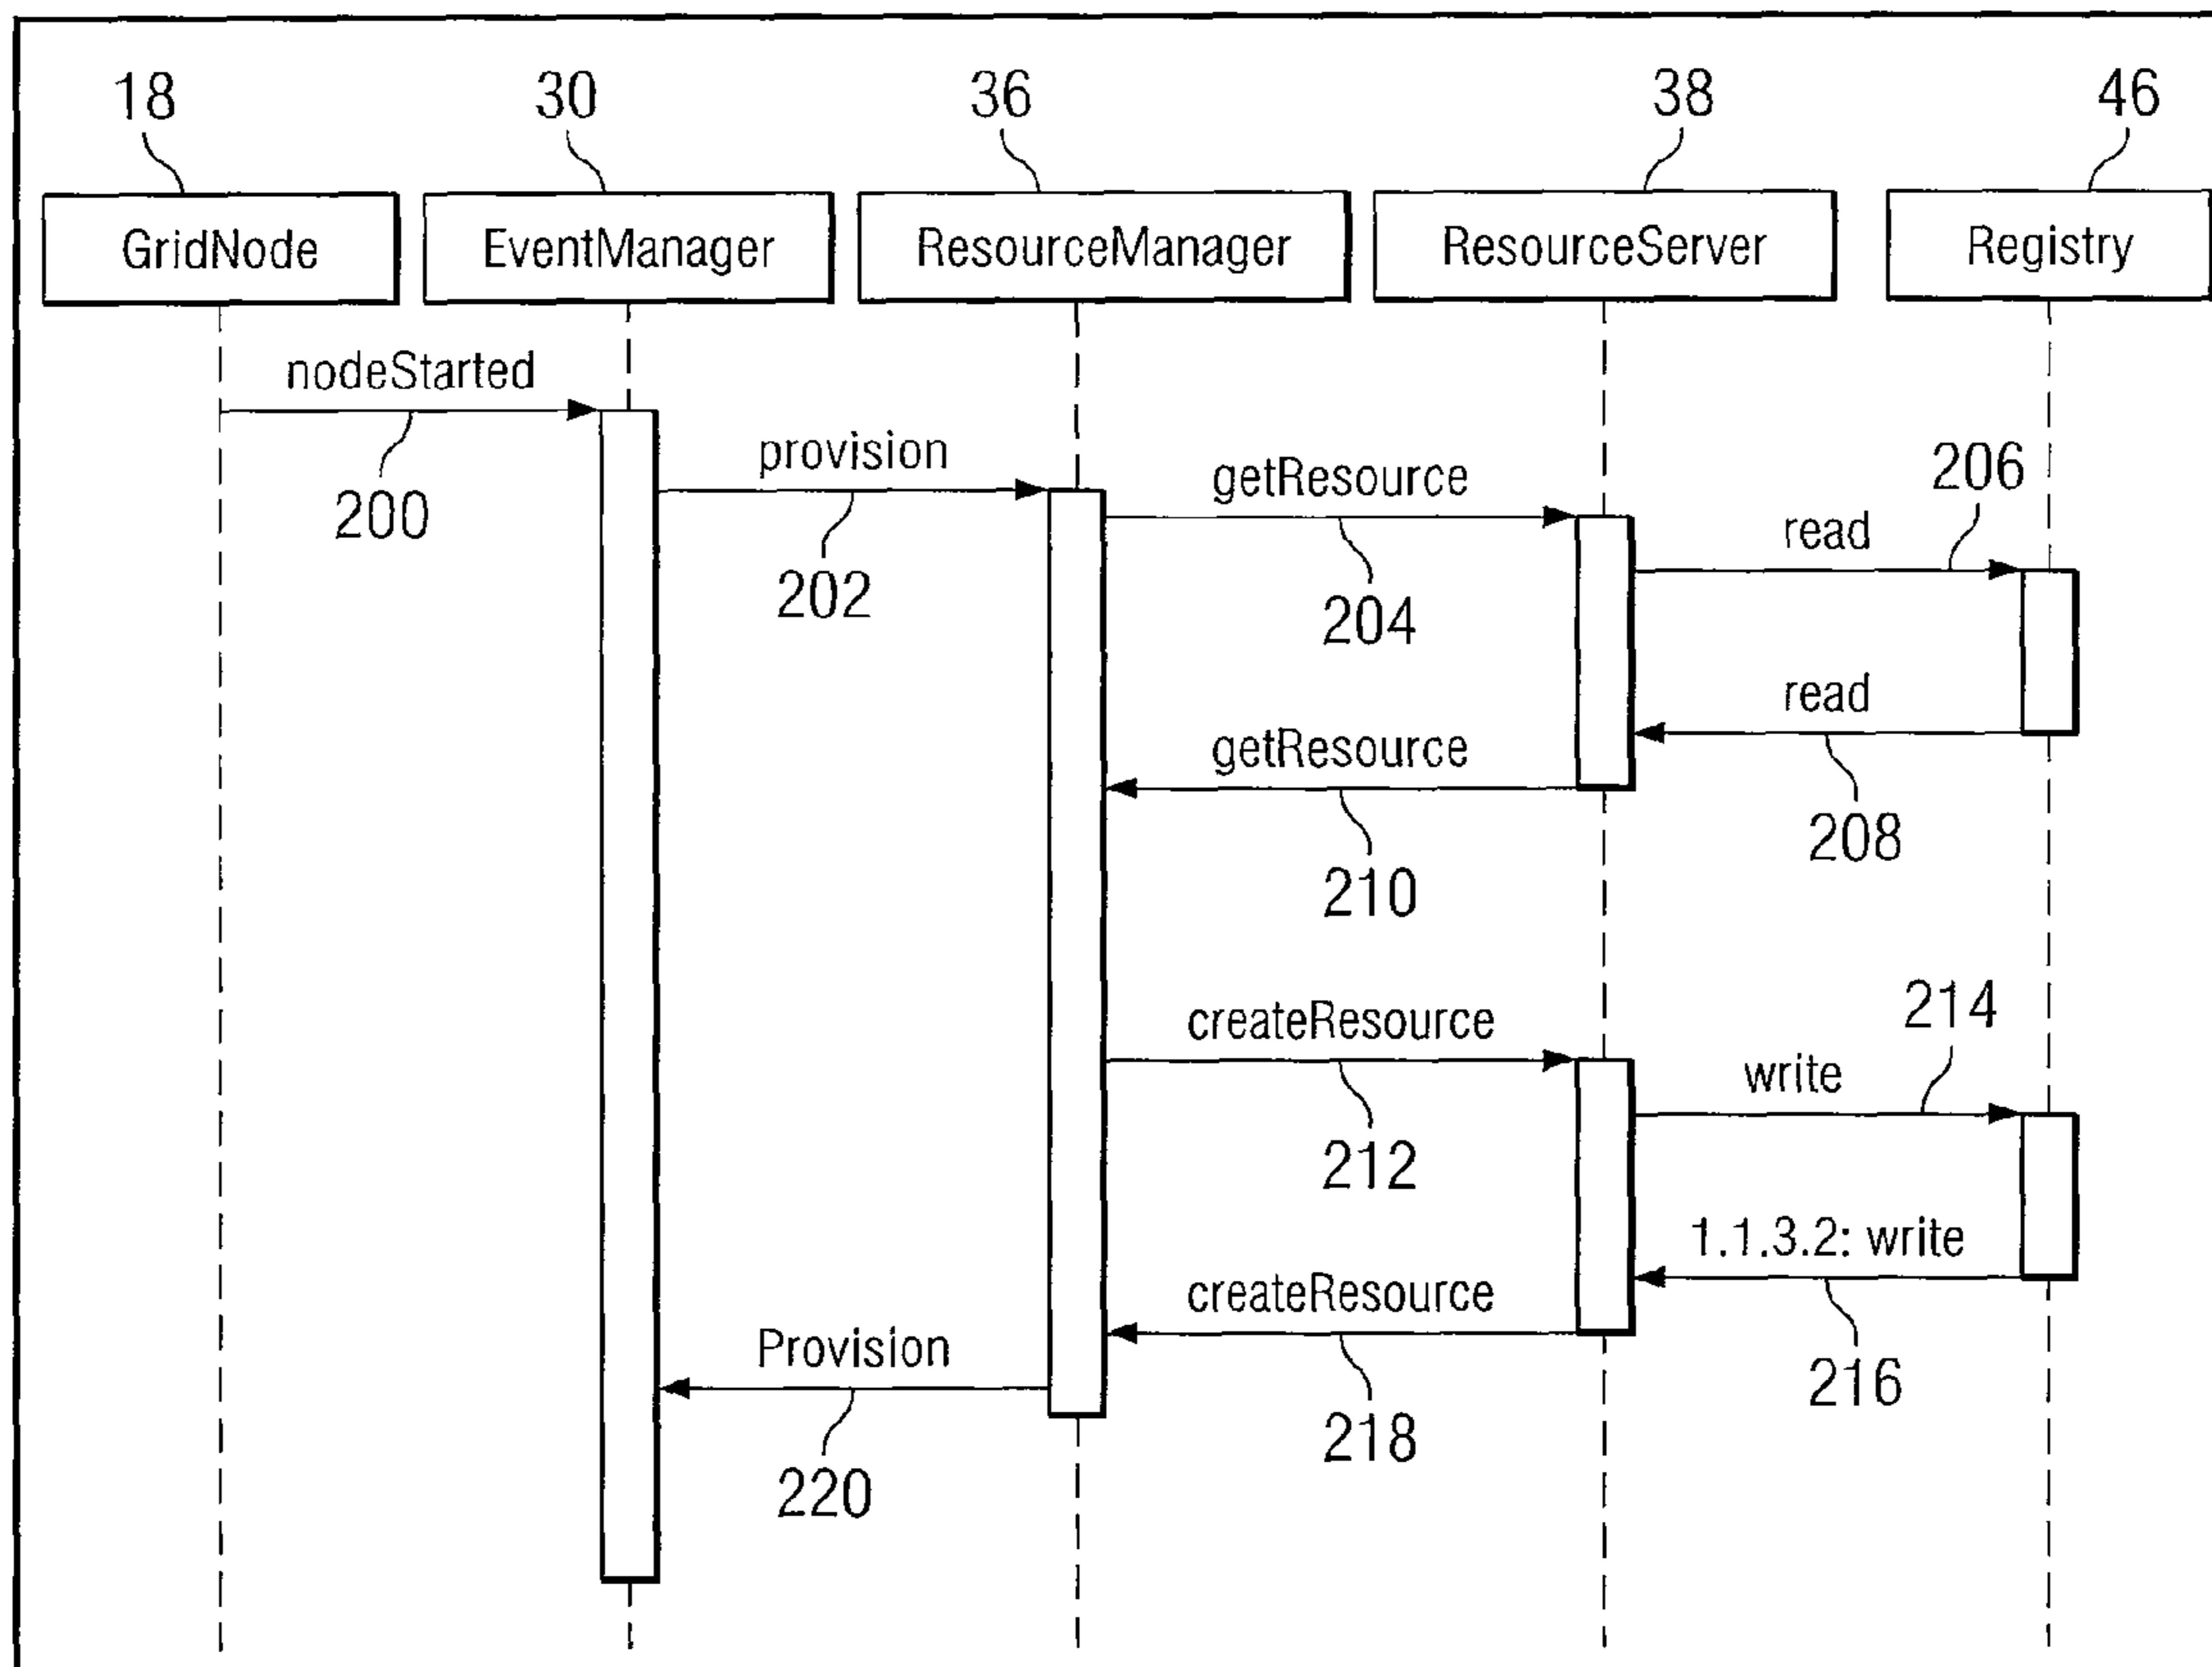 18 30 36 38 46
GridNode EventManager ResourceManager ResourceServer Registry
nodeStarted
200
provision
202
getResource
204
206
read
read
208
getResource
210
createResource
212
214
write
1.1.3.2: write
216
createResource
218
Provision
220